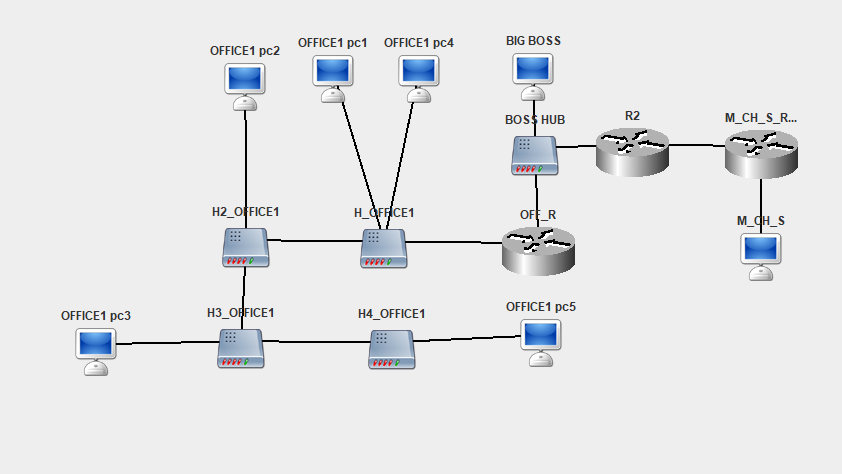 BIG BOSS
OFFICE1 pc1
OFFICE1 pc4
OFFICE1 pc2
R2
M_CH_S_R...
BOSS HUB
H2_OFFICE1
H_OFFICE1
OFF_R
M_CH_S
OFFICE1 pc5
H3_OFFICE1
H4_OFFICE1
OFFICE1 pc3